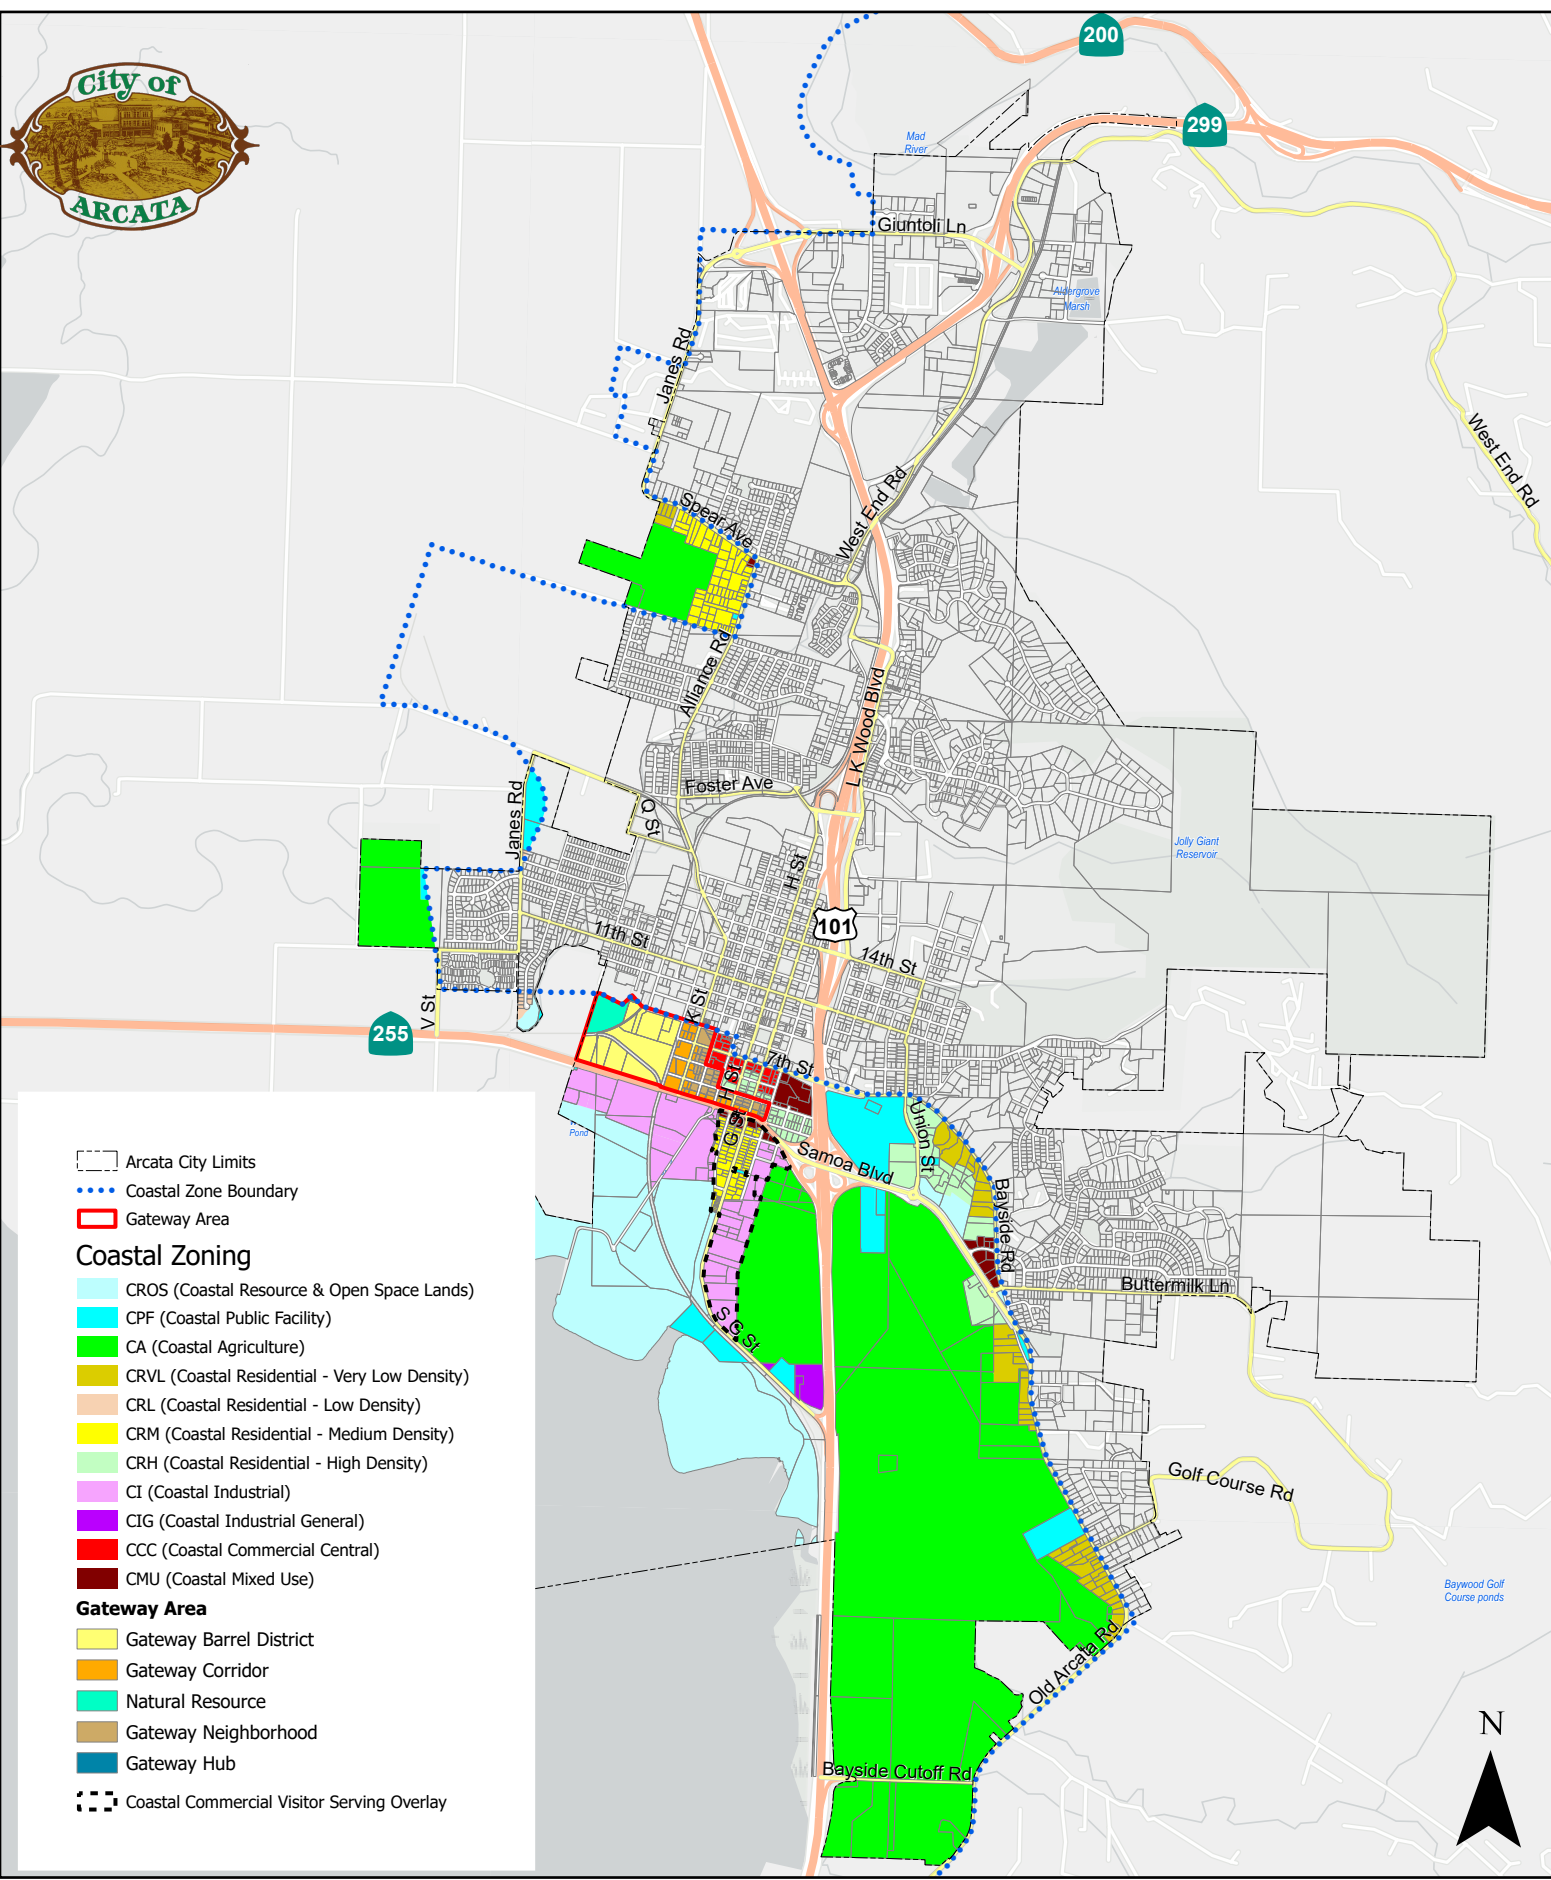 City of
ARCATA
200
299
Mad
River
Giuntoli Ln
Aldergrove
Marsh
Janes Rd
West End Rd
Spear Ave
West End Rd
Alliance Rd
L K Wood Blvd
Foster Ave
Janes Rd
Q St
Jolly Giant
Reservoir
H St
101
11th St
14th St
K St
V St
255
7th St
H St
G St
Union St
Pond
Samoa Blvd
Bayside Rd
Buttermilk Ln
S G St
Golf Course Rd
Baywood Golf
Course ponds
Old Arcata Rd
Bayside Cutoff Rd
N
Arcata City Limits
Coastal Zone Boundary
Gateway Area
Coastal Zoning
CROS (Coastal Resource & Open Space Lands)
CPF (Coastal Public Facility)
CA (Coastal Agriculture)
CRVL (Coastal Residential - Very Low Density)
CRL (Coastal Residential - Low Density)
CRM (Coastal Residential - Medium Density)
CRH (Coastal Residential - High Density)
CI (Coastal Industrial)
CIG (Coastal Industrial General)
CCC (Coastal Commercial Central)
CMU (Coastal Mixed Use)
Gateway Area
Gateway Barrel District
Gateway Corridor
Natural Resource
Gateway Neighborhood
Gateway Hub
Coastal Commercial Visitor Serving Overlay